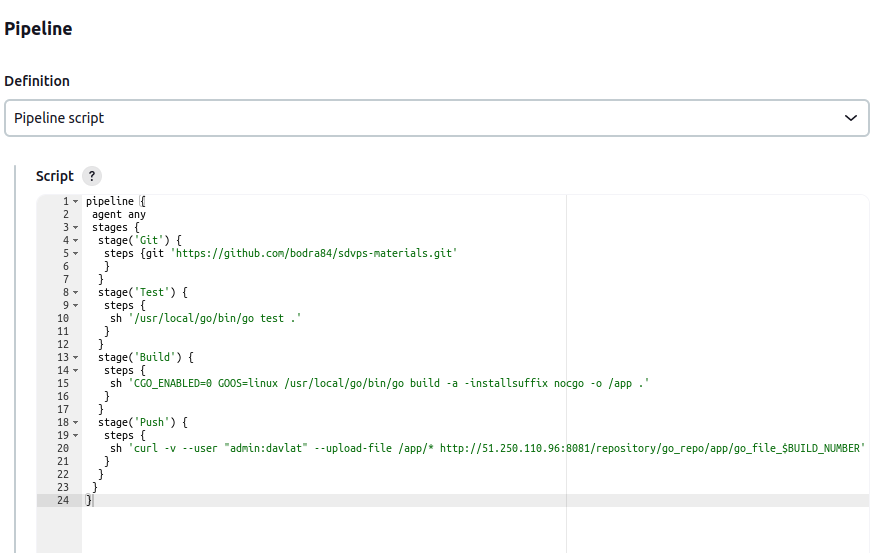 Pipeline
Definition
Pipeline script
Script ?
1 pipeline {
2  agent any
3  stages {
4   stage('Git') {
5    steps {git 'https://github.com/bodra84/sdvps-materials.git'
6    }
7   }
8   stage('Test') {
9    steps {
10     sh '/usr/local/go/bin/go test .'
11    }
12   }
13   stage('Build') {
14    steps {
15     sh 'CGO_ENABLED=0 GOOS=linux /usr/local/go/bin/go build -a -installsuffix nocgo -o /app .'
16    }
17   }
18   stage('Push') {
19    steps {
20     sh 'curl -v --user "admin:davlat" --upload-file /app/* http://51.250.110.96:8081/repository/go_repo/app/go_file_$BUILD_NUMBER'
21    }
22   }
23  }
24 }